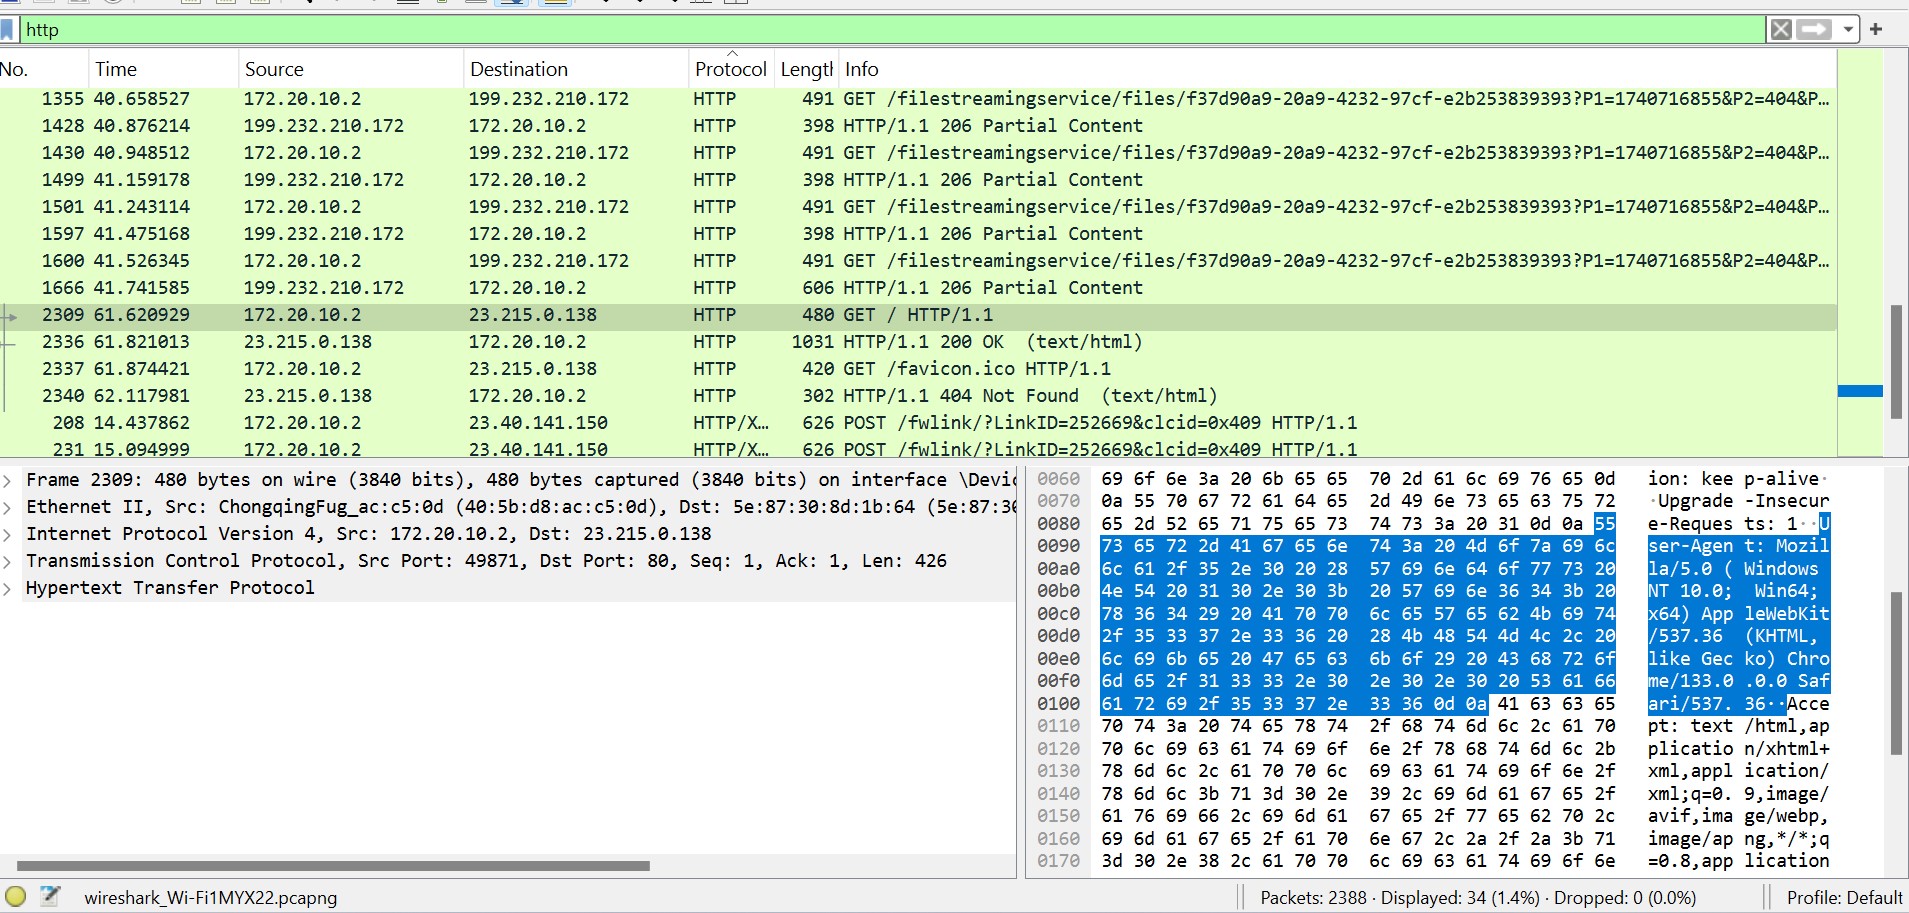 http
No. Time Source Destination Protocol Length Info
1355 40.658527 172.20.10.2 199.232.210.172 HTTP 491 GET /filestreamingservice/files/f37d90a9-20a9-4232-97cf-e2b253839393?P1=1740716855&P2=404&P…
1428 40.876214 199.232.210.172 172.20.10.2 HTTP 398 HTTP/1.1 206 Partial Content
1430 40.948512 172.20.10.2 199.232.210.172 HTTP 491 GET /filestreamingservice/files/f37d90a9-20a9-4232-97cf-e2b253839393?P1=1740716855&P2=404&P…
1499 41.159178 199.232.210.172 172.20.10.2 HTTP 398 HTTP/1.1 206 Partial Content
1501 41.243114 172.20.10.2 199.232.210.172 HTTP 491 GET /filestreamingservice/files/f37d90a9-20a9-4232-97cf-e2b253839393?P1=1740716855&P2=404&P…
1597 41.475168 199.232.210.172 172.20.10.2 HTTP 398 HTTP/1.1 206 Partial Content
1600 41.526345 172.20.10.2 199.232.210.172 HTTP 491 GET /filestreamingservice/files/f37d90a9-20a9-4232-97cf-e2b253839393?P1=1740716855&P2=404&P…
1666 41.741585 199.232.210.172 172.20.10.2 HTTP 606 HTTP/1.1 206 Partial Content
2309 61.620929 172.20.10.2 23.215.0.138 HTTP 480 GET / HTTP/1.1
2336 61.821013 23.215.0.138 172.20.10.2 HTTP 1031 HTTP/1.1 200 OK (text/html)
2337 61.874421 172.20.10.2 23.215.0.138 HTTP 420 GET /favicon.ico HTTP/1.1
2340 62.117981 23.215.0.138 172.20.10.2 HTTP 302 HTTP/1.1 404 Not Found (text/html)
208 14.437862 172.20.10.2 23.40.141.150 HTTP/X… 626 POST /fwlink/?LinkID=252669&clcid=0x409 HTTP/1.1
231 15.094999 172.20.10.2 23.40.141.150 HTTP/X… 626 POST /fwlink/?LinkID=252669&clcid=0x409 HTTP/1.1
Frame 2309: 480 bytes on wire (3840 bits), 480 bytes captured (3840 bits) on interface \Devic
Ethernet II, Src: ChongqingFug_ac:c5:0d (40:5b:d8:ac:c5:0d), Dst: 5e:87:30:8d:1b:64 (5e:87:30
Internet Protocol Version 4, Src: 172.20.10.2, Dst: 23.215.0.138
Transmission Control Protocol, Src Port: 49871, Dst Port: 80, Seq: 1, Ack: 1, Len: 426
Hypertext Transfer Protocol
0060 69 6f 6e 3a 20 6b 65 65 70 2d 61 6c 69 76 65 0d ion: kee p-alive·
0070 0a 55 70 67 72 61 64 65 2d 49 6e 73 65 63 75 72 ·Upgrade -Insecur
0080 65 2d 52 65 71 75 65 73 74 73 3a 20 31 0d 0a 55 e-Reques ts: 1··U
0090 73 65 72 2d 41 67 65 6e 74 3a 20 4d 6f 7a 69 6c ser-Agen t: Mozil
00a0 6c 61 2f 35 2e 30 20 28 57 69 6e 64 6f 77 73 20 la/5.0 ( Windows
00b0 4e 54 20 31 30 2e 30 3b 20 57 69 6e 36 34 3b 20 NT 10.0; Win64;
00c0 78 36 34 29 20 41 70 70 6c 65 57 65 62 4b 69 74 x64) App leWebKit
00d0 2f 35 33 37 2e 33 36 20 28 4b 48 54 4d 4c 2c 20 /537.36 (KHTML,
00e0 6c 69 6b 65 20 47 65 63 6b 6f 29 20 43 68 72 6f like Gec ko) Chro
00f0 6d 65 2f 31 33 33 2e 30 2e 30 2e 30 20 53 61 66 me/133.0 .0.0 Saf
0100 61 72 69 2f 35 33 37 2e 33 36 0d 0a 41 63 63 65 ari/537. 36··Acce
0110 70 74 3a 20 74 65 78 74 2f 68 74 6d 6c 2c 61 70 pt: text /html,ap
0120 70 6c 69 63 61 74 69 6f 6e 2f 78 68 74 6d 6c 2b plicatio n/xhtml+
0130 78 6d 6c 2c 61 70 70 6c 69 63 61 74 69 6f 6e 2f xml,appl ication/
0140 78 6d 6c 3b 71 3d 30 2e 39 2c 69 6d 61 67 65 2f xml;q=0. 9,image/
0150 61 76 69 66 2c 69 6d 61 67 65 2f 77 65 62 70 2c avif,ima ge/webp,
0160 69 6d 61 67 65 2f 61 70 6e 67 2c 2a 2f 2a 3b 71 image/ap ng,*/*;q
0170 3d 30 2e 38 2c 61 70 70 6c 69 63 61 74 69 6f 6e =0.8,app lication
wireshark_Wi-Fi1MYX22.pcapng
Packets: 2388 · Displayed: 34 (1.4%) · Dropped: 0 (0.0%)
Profile: Default